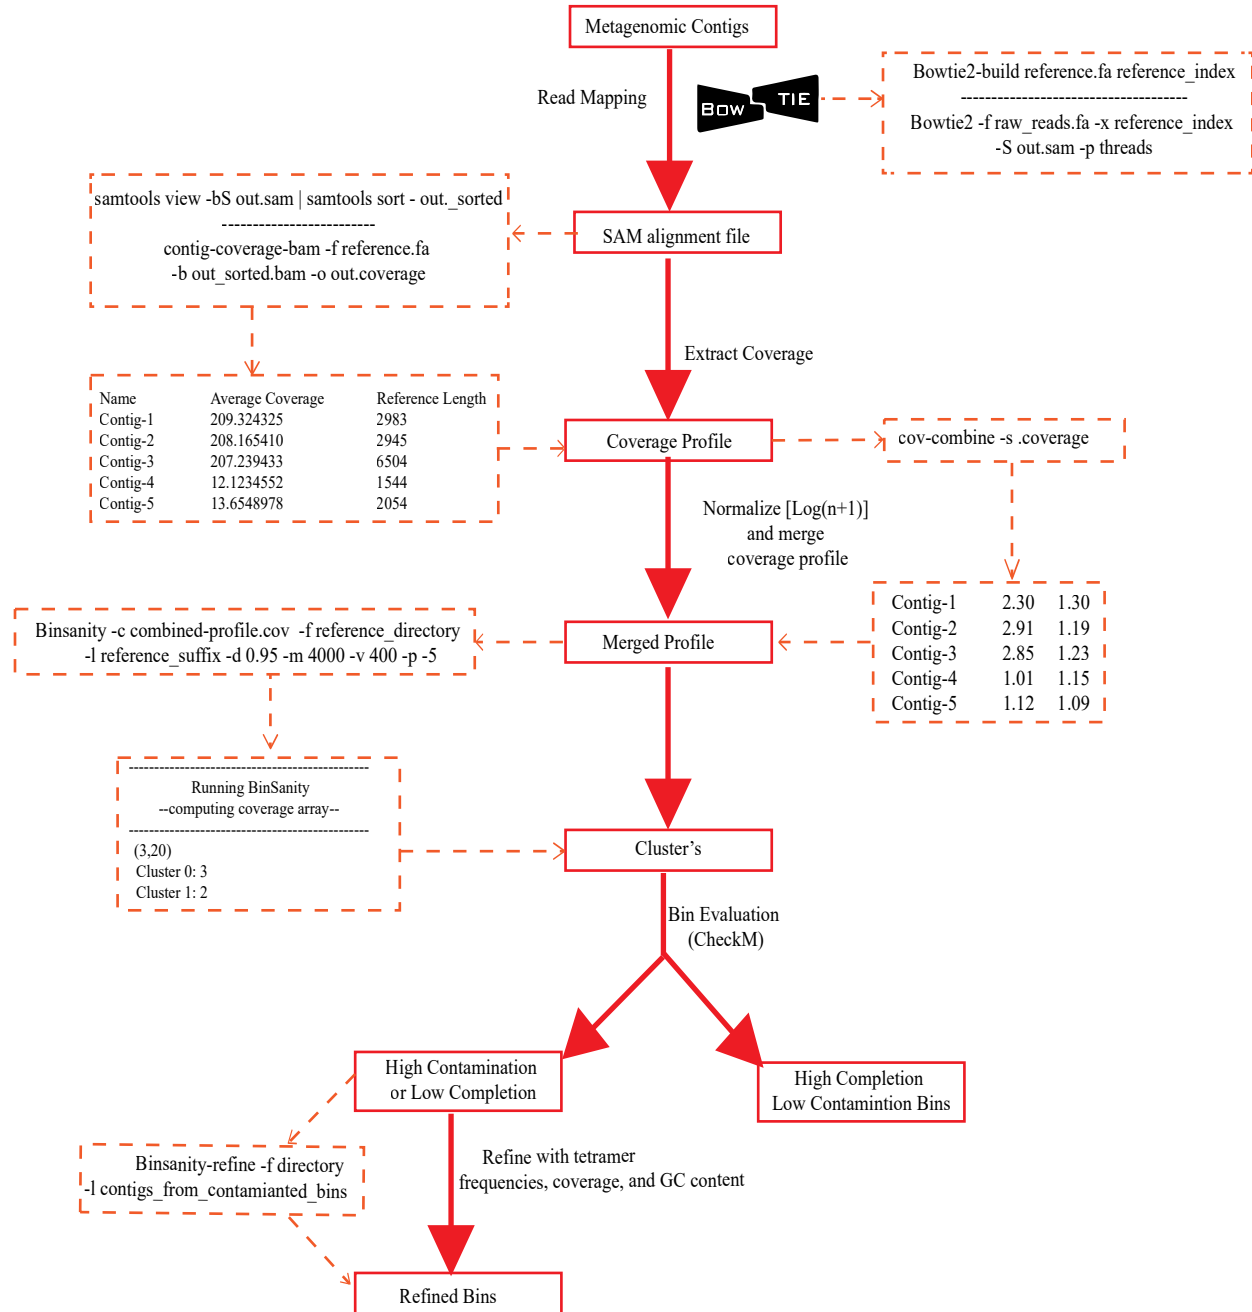 Metagenomic Contigs
Read Mapping
Bow TIE
Bowtie2-build reference.fa reference_index
--------------------------------------
Bowtie2 -f raw_reads.fa -x reference_index
-S out.sam -p threads
samtools view -bS out.sam | samtools sort - out._sorted
-------------------------
contig-coverage-bam -f reference.fa
-b out_sorted.bam -o out.coverage
SAM alignment file
Extract Coverage
Name Average Coverage Reference Length
Contig-1 209.324325 2983
Contig-2 208.165410 2945
Contig-3 207.239433 6504
Contig-4 12.1234552 1544
Contig-5 13.6548978 2054
Coverage Profile
cov-combine -s .coverage
Normalize [Log(n+1)]
and merge
coverage profile
Contig-1 2.30 1.30
Contig-2 2.91 1.19
Contig-3 2.85 1.23
Contig-4 1.01 1.15
Contig-5 1.12 1.09
Binsanity -c combined-profile.cov -f reference_directory
-l reference_suffix -d 0.95 -m 4000 -v 400 -p -5
Merged Profile
------------------------------------------------
Running BinSanity
--computing coverage array--
------------------------------------------------
(3,20)
Cluster 0: 3
Cluster 1: 2
Cluster’s
Bin Evaluation
(CheckM)
High Contamination
or Low Completion
High Completion
Low Contamintion Bins
Binsanity-refine -f directory
-l contigs_from_contamianted_bins
Refine with tetramer
frequencies, coverage, and GC content
Refined Bins